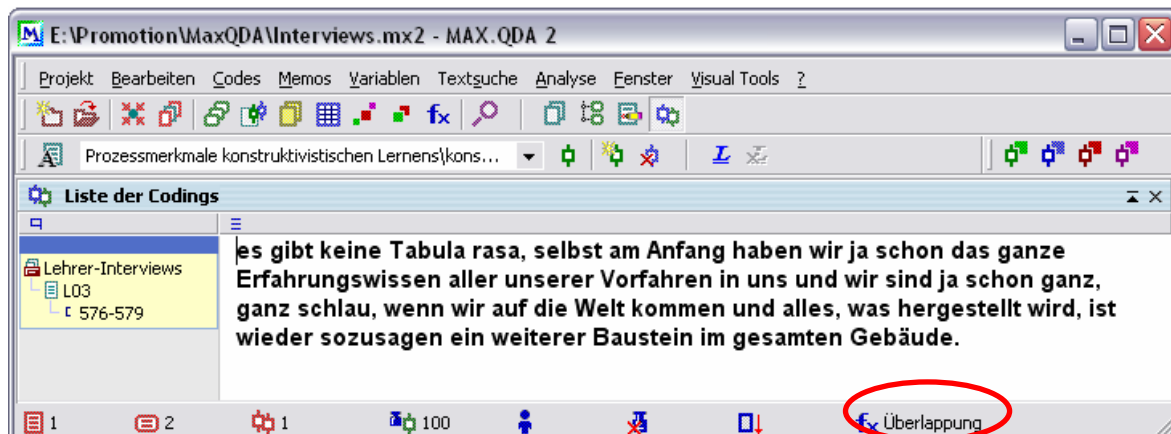 E:\Promotion\MaxQDA\Interviews.mx2 - MAX.QDA 2
Projekt Bearbeiten Codes Memos Variablen Textsuche Analyse Fenster Visual Tools ?
Prozessmerkmale konstruktivistischen Lernens\kons...
Liste der Codings
es gibt keine Tabula rasa, selbst am Anfang haben wir ja schon das ganze
Erfahrungswissen aller unserer Vorfahren in uns und wir sind ja schon ganz,
ganz schlau, wenn wir auf die Welt kommen und alles, was hergestellt wird, ist
wieder sozusagen ein weiterer Baustein im gesamten Gebäude.
Lehrer-Interviews
L03
576-579
1 2 1 100 fx Überlappung